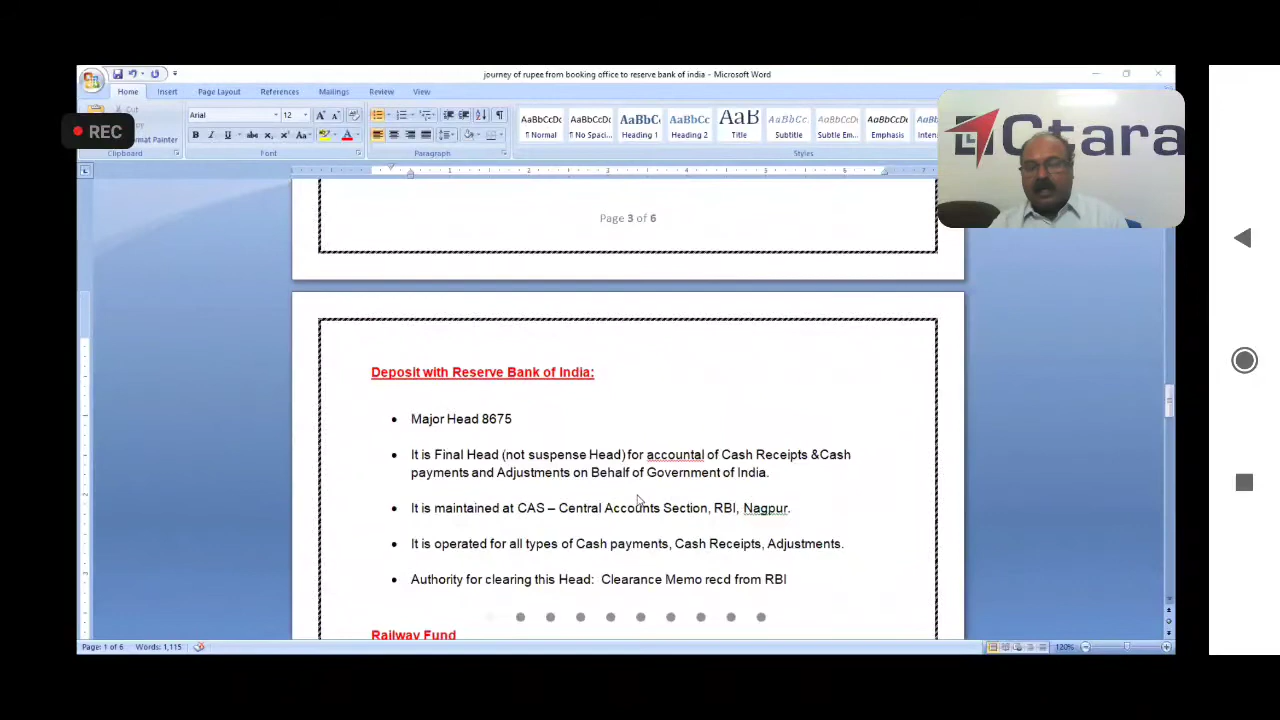 journey of rupee from booking office to reserve bank of india - Microsoft Word
Home Insert Page Layout References Mailings Review View
REC
Cut
Format Painter
Clipboard
Arial 12
Font
Paragraph
AaBbCcDc AaBbCcDc AaBbC AaBbCc AaB AaBbCc AaBbCcDc AaBbCcDc AaBbCcDc
¶ Normal ¶ No Spaci... Heading 1 Heading 2 Title Subtitle Subtle Em... Emphasis Inten
Styles
Ctara
Page 3 of 6
Deposit with Reserve Bank of India:
• Major Head 8675
• It is Final Head (not suspense Head) for accountal of Cash Receipts &Cash
payments and Adjustments on Behalf of Government of India.
• It is maintained at CAS – Central Accounts Section, RBI, Nagpur.
• It is operated for all types of Cash payments, Cash Receipts, Adjustments.
• Authority for clearing this Head: Clearance Memo recd from RBI
Railway Fund
Page: 1 of 6 Words: 1,115
120%